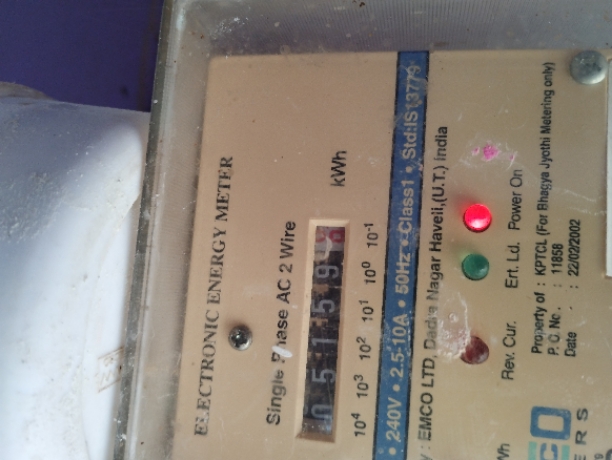 ELECTRONIC ENERGY METER
Single Phase AC 2 Wire
kWh
0 5 1 5 9
10⁴ 10³ 10² 10¹ 10⁰ 10⁻¹
240V • 2.5-10A • 50Hz • Class1 • Std:IS13779
: EMCO LTD, Dadra Nagar Haveli,(U.T.) India
Rev. Cur. Ert. Ld. Power On
Property of : KPTCL (For Bhagya Jyothi Metering only)
P. O. No. : 11858
Date : 22/02/2002